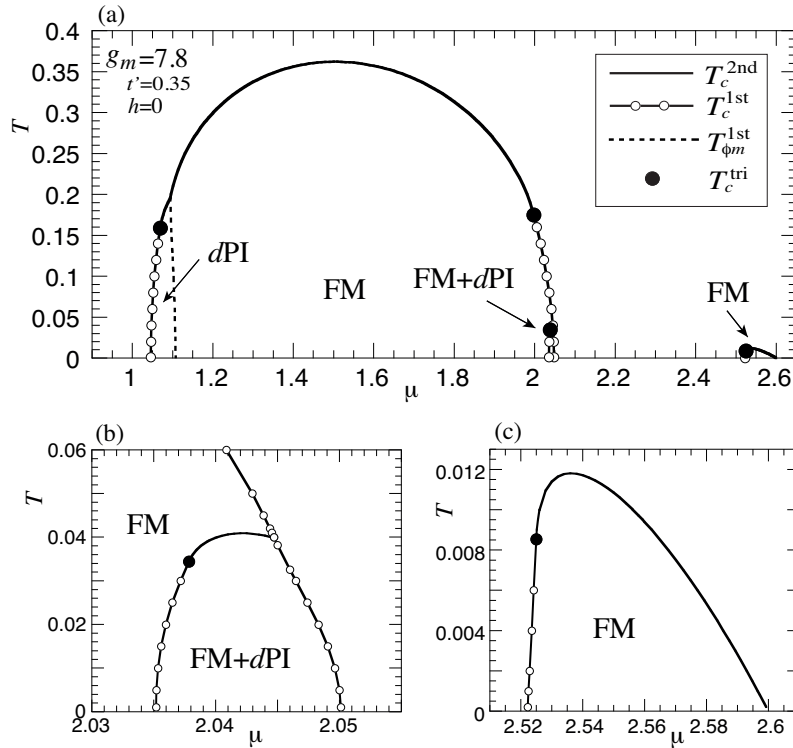 (a)
g_m=7.8
t'=0.35
h=0
T_c^2nd
T_c^1st
T_ϕm^1st
T_c^tri
dPI
FM
FM+dPI
FM
T
0.4
0.35
0.3
0.25
0.2
0.15
0.1
0.05
0
1 1.2 1.4 1.6 1.8 2 2.2 2.4 2.6
μ
(b)
T
0.06
0.04
0.02
0
FM
FM+dPI
2.03 2.04 2.05
μ
(c)
T
0.012
0.008
0.004
0
FM
2.52 2.54 2.56 2.58 2.6
μ